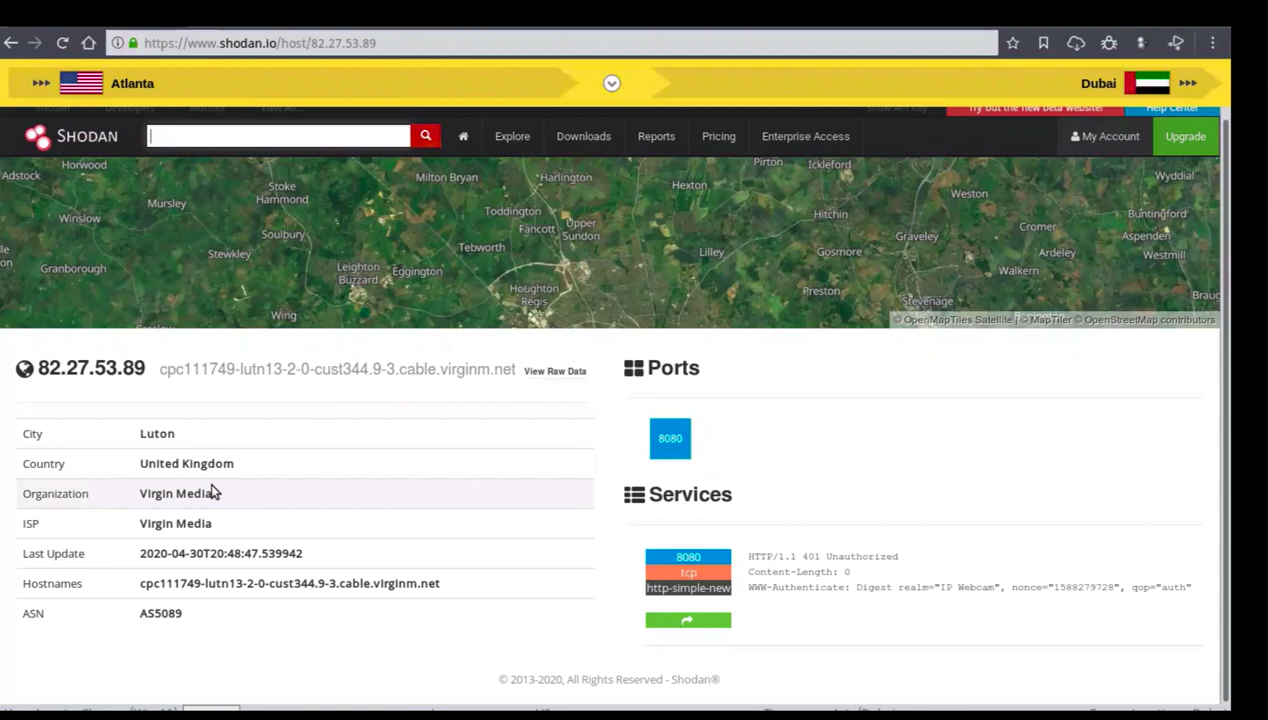 https://www.shodan.io/host/82.27.53.89
Atlanta
Dubai
Try out the new beta website!
Help Center
SHODAN
Explore
Downloads
Reports
Pricing
Enterprise Access
My Account
Upgrade
Horwood
Adstock
Winslow
Mursley
Stoke
Hammond
Soulbury
Stewkley
Granborough
Wing
Leighton
Buzzard
Eggington
Milton Bryan
Harlington
Toddington
Fancott
Upper
Sundon
Tebworth
Houghton
Regis
Hexton
Lilley
Pirton
Ickleford
Hitchin
Gosmore
Preston
Graveley
Stevenage
Weston
Cromer
Walkern
Ardeley
Wyddial
Buntingford
Aspenden
Westmill
© OpenMapTiles Satellite | © MapTiler © OpenStreetMap contributors
82.27.53.89 cpc111749-lutn13-2-0-cust344.9-3.cable.virginm.net View Raw Data
City Luton
Country United Kingdom
Organization Virgin Media
ISP Virgin Media
Last Update 2020-04-30T20:48:47.539942
Hostnames cpc111749-lutn13-2-0-cust344.9-3.cable.virginm.net
ASN AS5089
Ports
8080
Services
8080
tcp
http-simple-new
HTTP/1.1 401 Unauthorized
Content-Length: 0
WWW-Authenticate: Digest realm="IP Webcam", nonce="1588279728", qop="auth"
© 2013-2020, All Rights Reserved - Shodan®